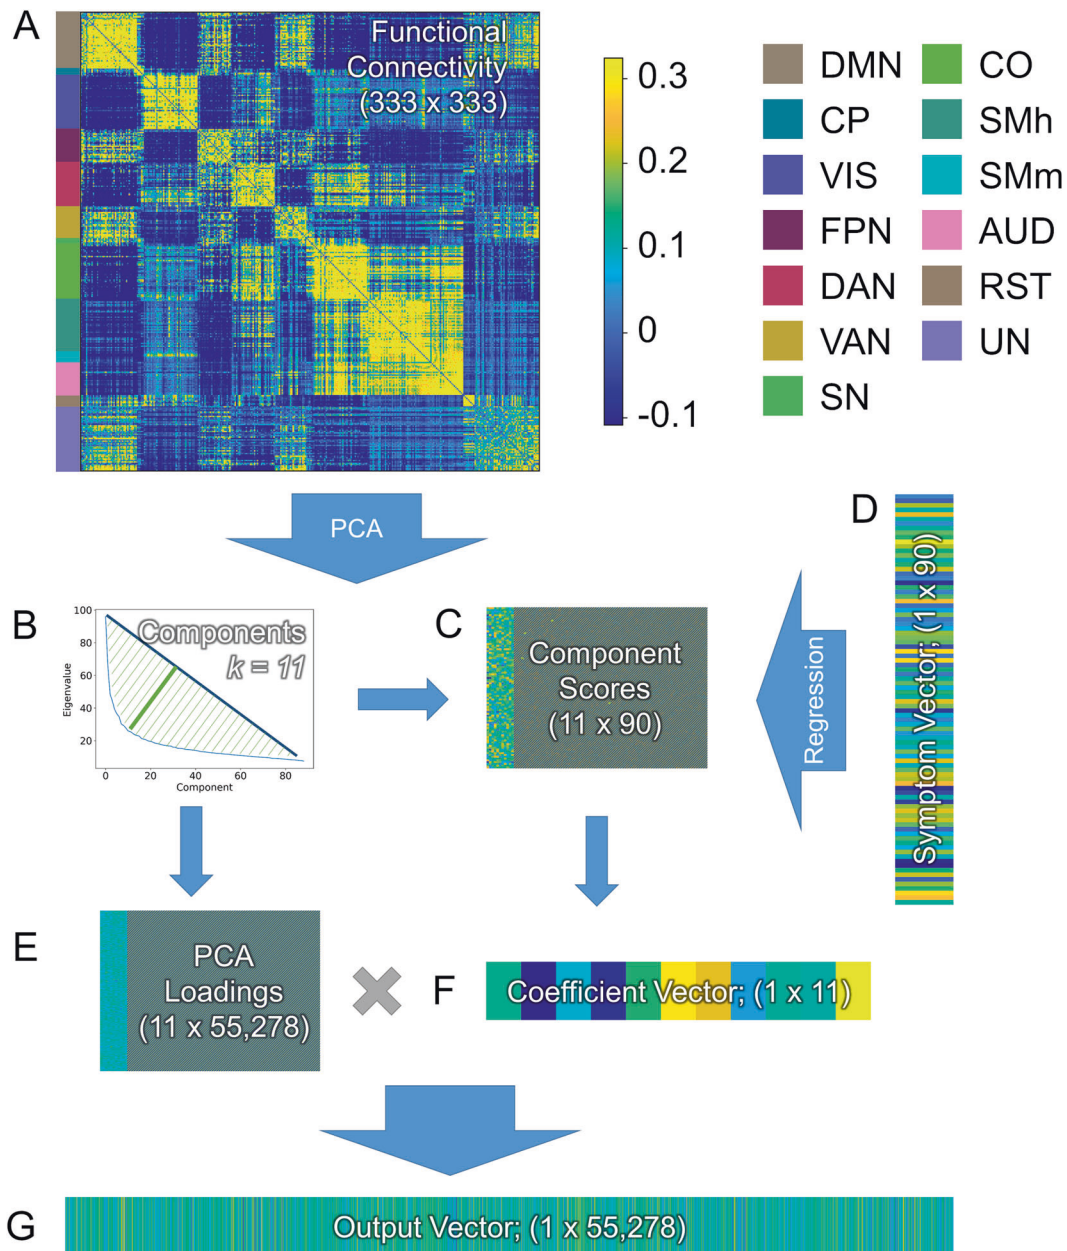 A
Functional
Connectivity
(333 x 333)
0.3
0.2
0.1
0
-0.1
DMN
CP
VIS
FPN
DAN
VAN
SN
CO
SMh
SMm
AUD
RST
UN
PCA
B
100
80
60
40
20
Eigenvalue
0
20
40
60
80
Component
Components
k = 11
C
Component
Scores
(11 x 90)
Regression
D
Symptom Vector; (1 x 90)
E
PCA
Loadings
(11 x 55,278)
F
Coefficient Vector; (1 x 11)
G
Output Vector; (1 x 55,278)